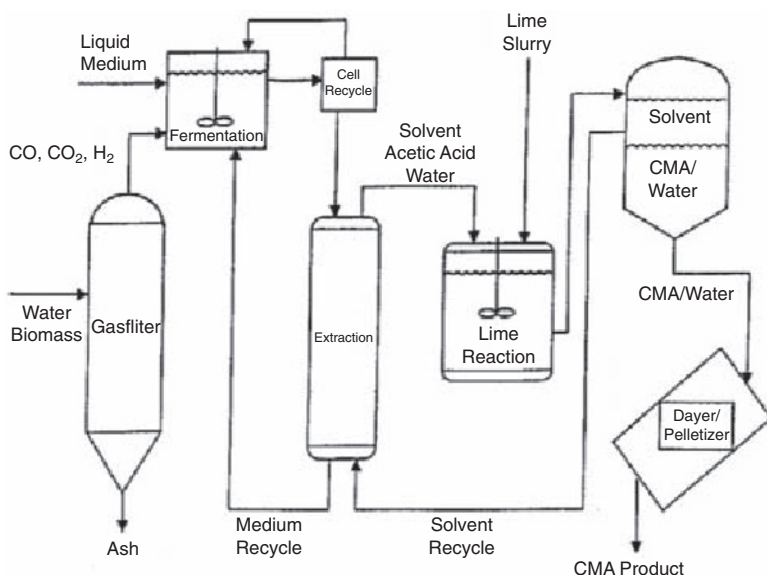 Liquid
Medium
Lime
Slurry
Cell
Recycle
Fermentation
Solvent
CO, CO₂, H₂
Solvent
Acetic Acid
Water
CMA/
Water
Water
Biomass
Gasfliter
Extraction
Lime
Reaction
CMA/Water
Dayer/
Pelletizer
Ash
Medium
Recycle
Solvent
Recycle
CMA Product